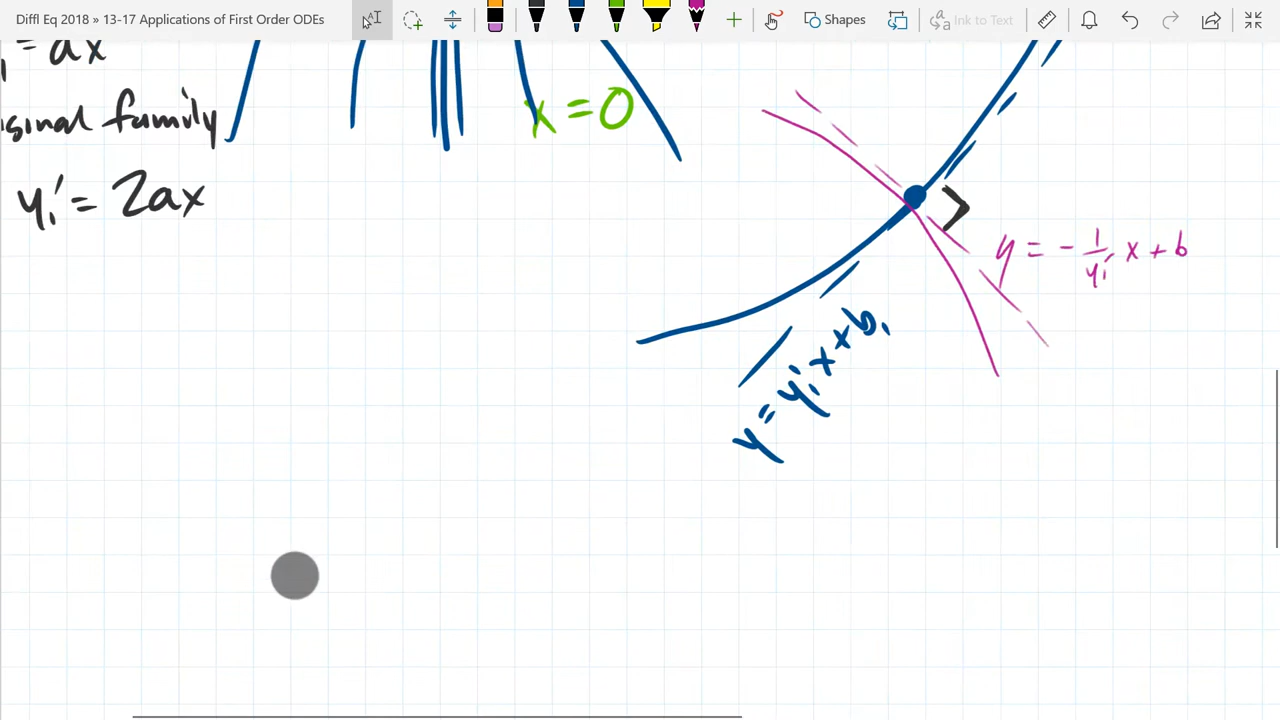 Diffl Eq 2018 » 13-17 Applications of First Order ODEs
Shapes
Ink to Text
= ax
family
y₁' = 2ax
x = 0
y = -1/y₁' x + b
y = y₁'x + b₁